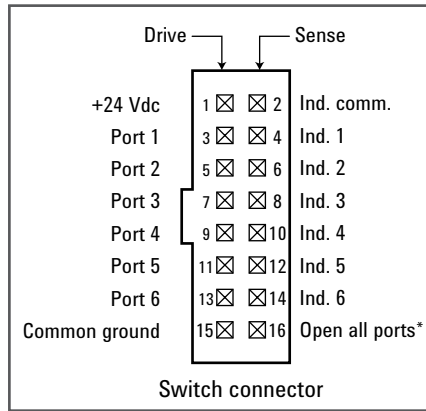 Drive Sense
+24 Vdc 1 2 Ind. comm.
Port 1 3 4 Ind. 1
Port 2 5 6 Ind. 2
Port 3 7 8 Ind. 3
Port 4 9 10 Ind. 4
Port 5 11 12 Ind. 5
Port 6 13 14 Ind. 6
Common ground 15 16 Open all ports*
Switch connector